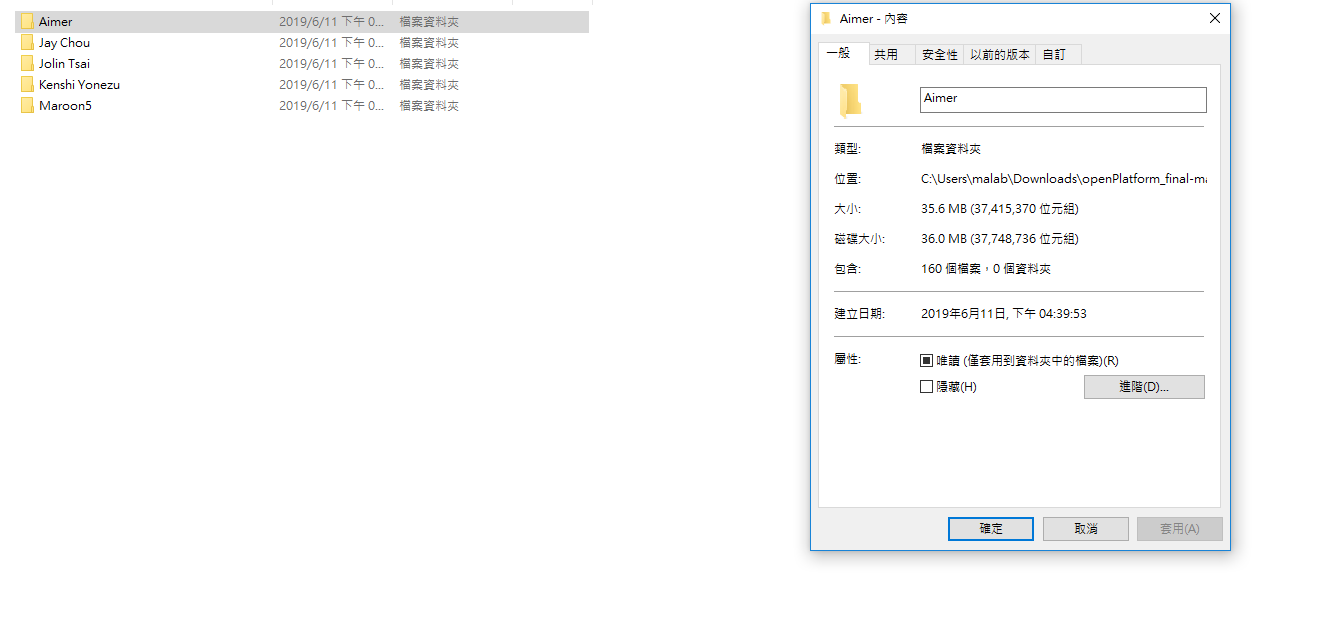 Aimer 2019/6/11 下午 0... 檔案資料夾
Jay Chou 2019/6/11 下午 0... 檔案資料夾
Jolin Tsai 2019/6/11 下午 0... 檔案資料夾
Kenshi Yonezu 2019/6/11 下午 0... 檔案資料夾
Maroon5 2019/6/11 下午 0... 檔案資料夾
Aimer - 內容
一般 共用 安全性 以前的版本 自訂
Aimer
類型: 檔案資料夾
位置: C:\Users\malab\Downloads\openPlatform_final-ma
大小: 35.6 MB (37,415,370 位元組)
磁碟大小: 36.0 MB (37,748,736 位元組)
包含: 160 個檔案，0 個資料夾
建立日期: 2019年6月11日, 下午 04:39:53
屬性: 唯讀 (僅套用到資料夾中的檔案)(R)
隱藏(H) 進階(D)...
確定 取消 套用(A)